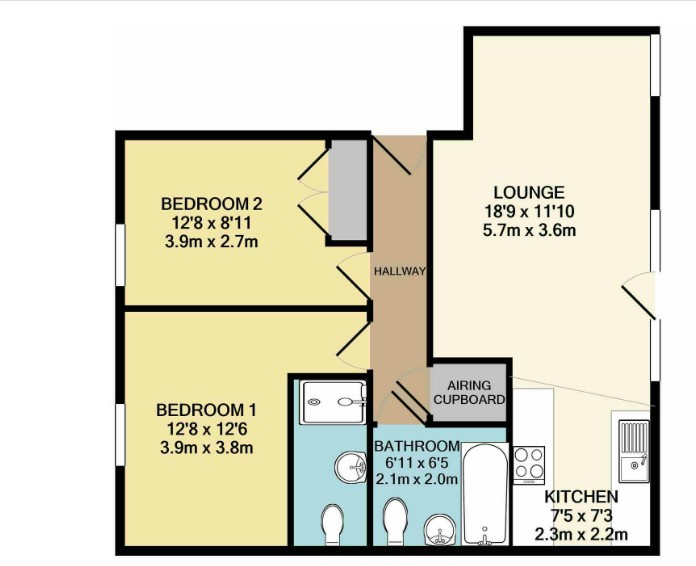 LOUNGE
18'9 x 11'10
5.7m x 3.6m
BEDROOM 2
12'8 x 8'11
3.9m x 2.7m
HALLWAY
BEDROOM 1
12'8 x 12'6
3.9m x 3.8m
AIRING
CUPBOARD
BATHROOM
6'11 x 6'5
2.1m x 2.0m
KITCHEN
7'5 x 7'3
2.3m x 2.2m